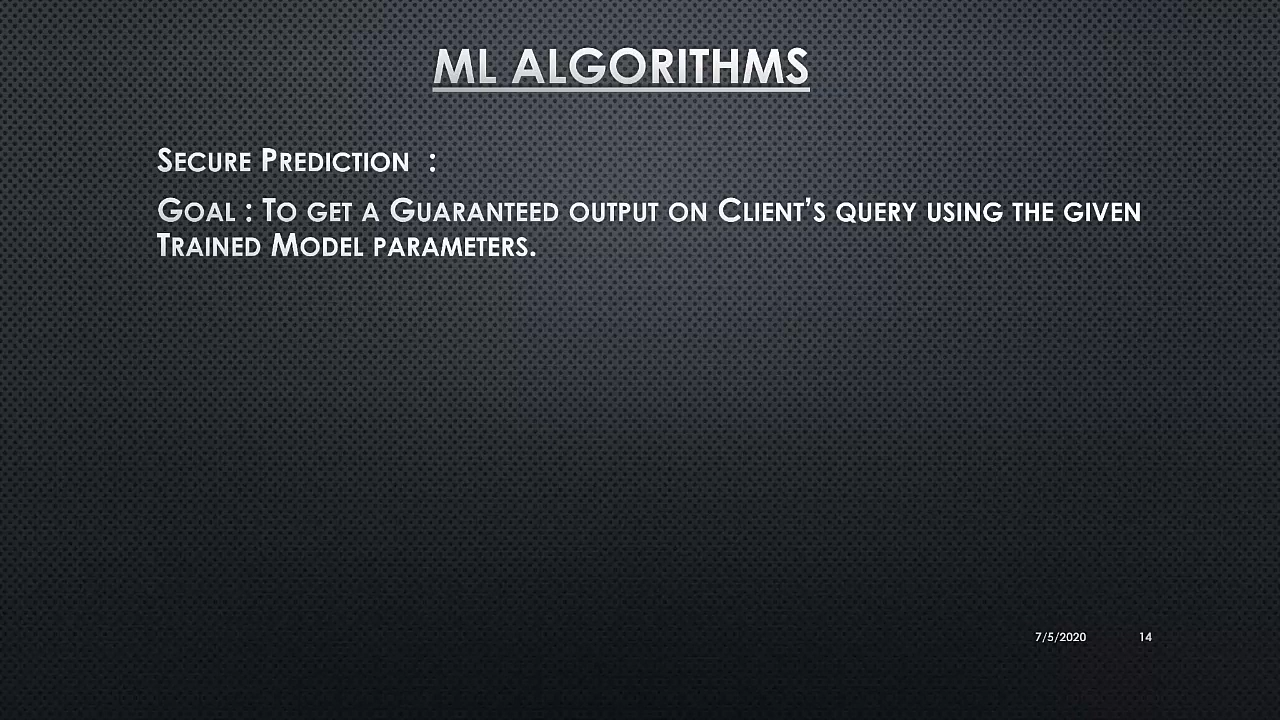 ML ALGORITHMS
SECURE PREDICTION :
GOAL : TO GET A GUARANTEED OUTPUT ON CLIENT'S QUERY USING THE GIVEN
TRAINED MODEL PARAMETERS.
7/5/2020 14